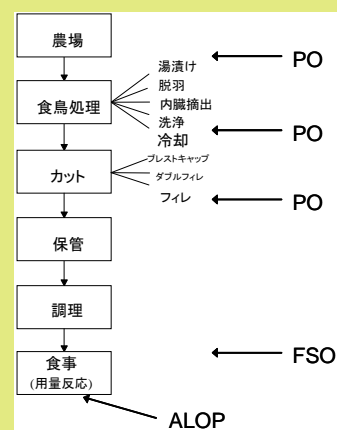 農場
PO
食鳥処理
湯漬け
脱羽
内臓摘出
洗浄
冷却
PO
カット
ブレストキャップ
ダブルフィレ
フィレ
PO
保管
調理
食事
(用量反応)
FSO
ALOP